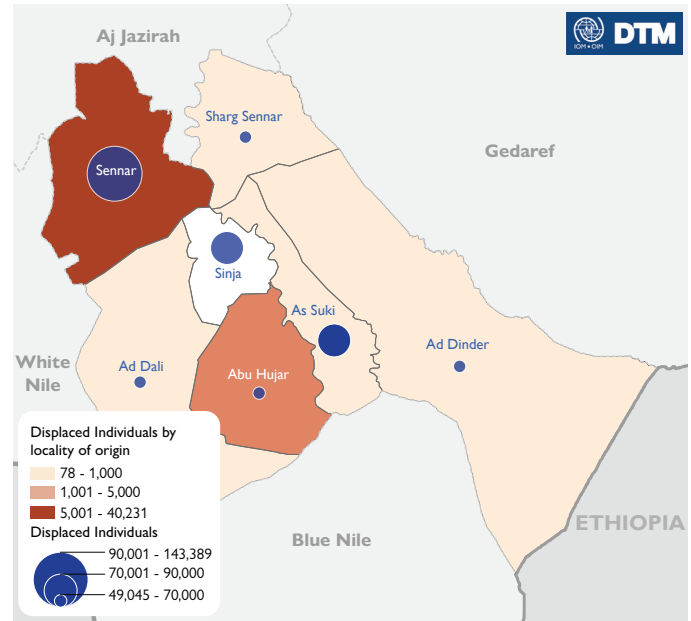 Aj Jazirah
IOM • OIM
DTM
Sharg Sennar
Gedaref
Sennar
Sinja
As Suki
White
Nile
Ad Dali
Abu Hujar
Ad Dinder
Displaced Individuals by
locality of origin
78 - 1,000
1,001 - 5,000
5,001 - 40,231
Displaced Individuals
90,001 - 143,389
70,001 - 90,000
49,045 - 70,000
Blue Nile
ETHIOPIA